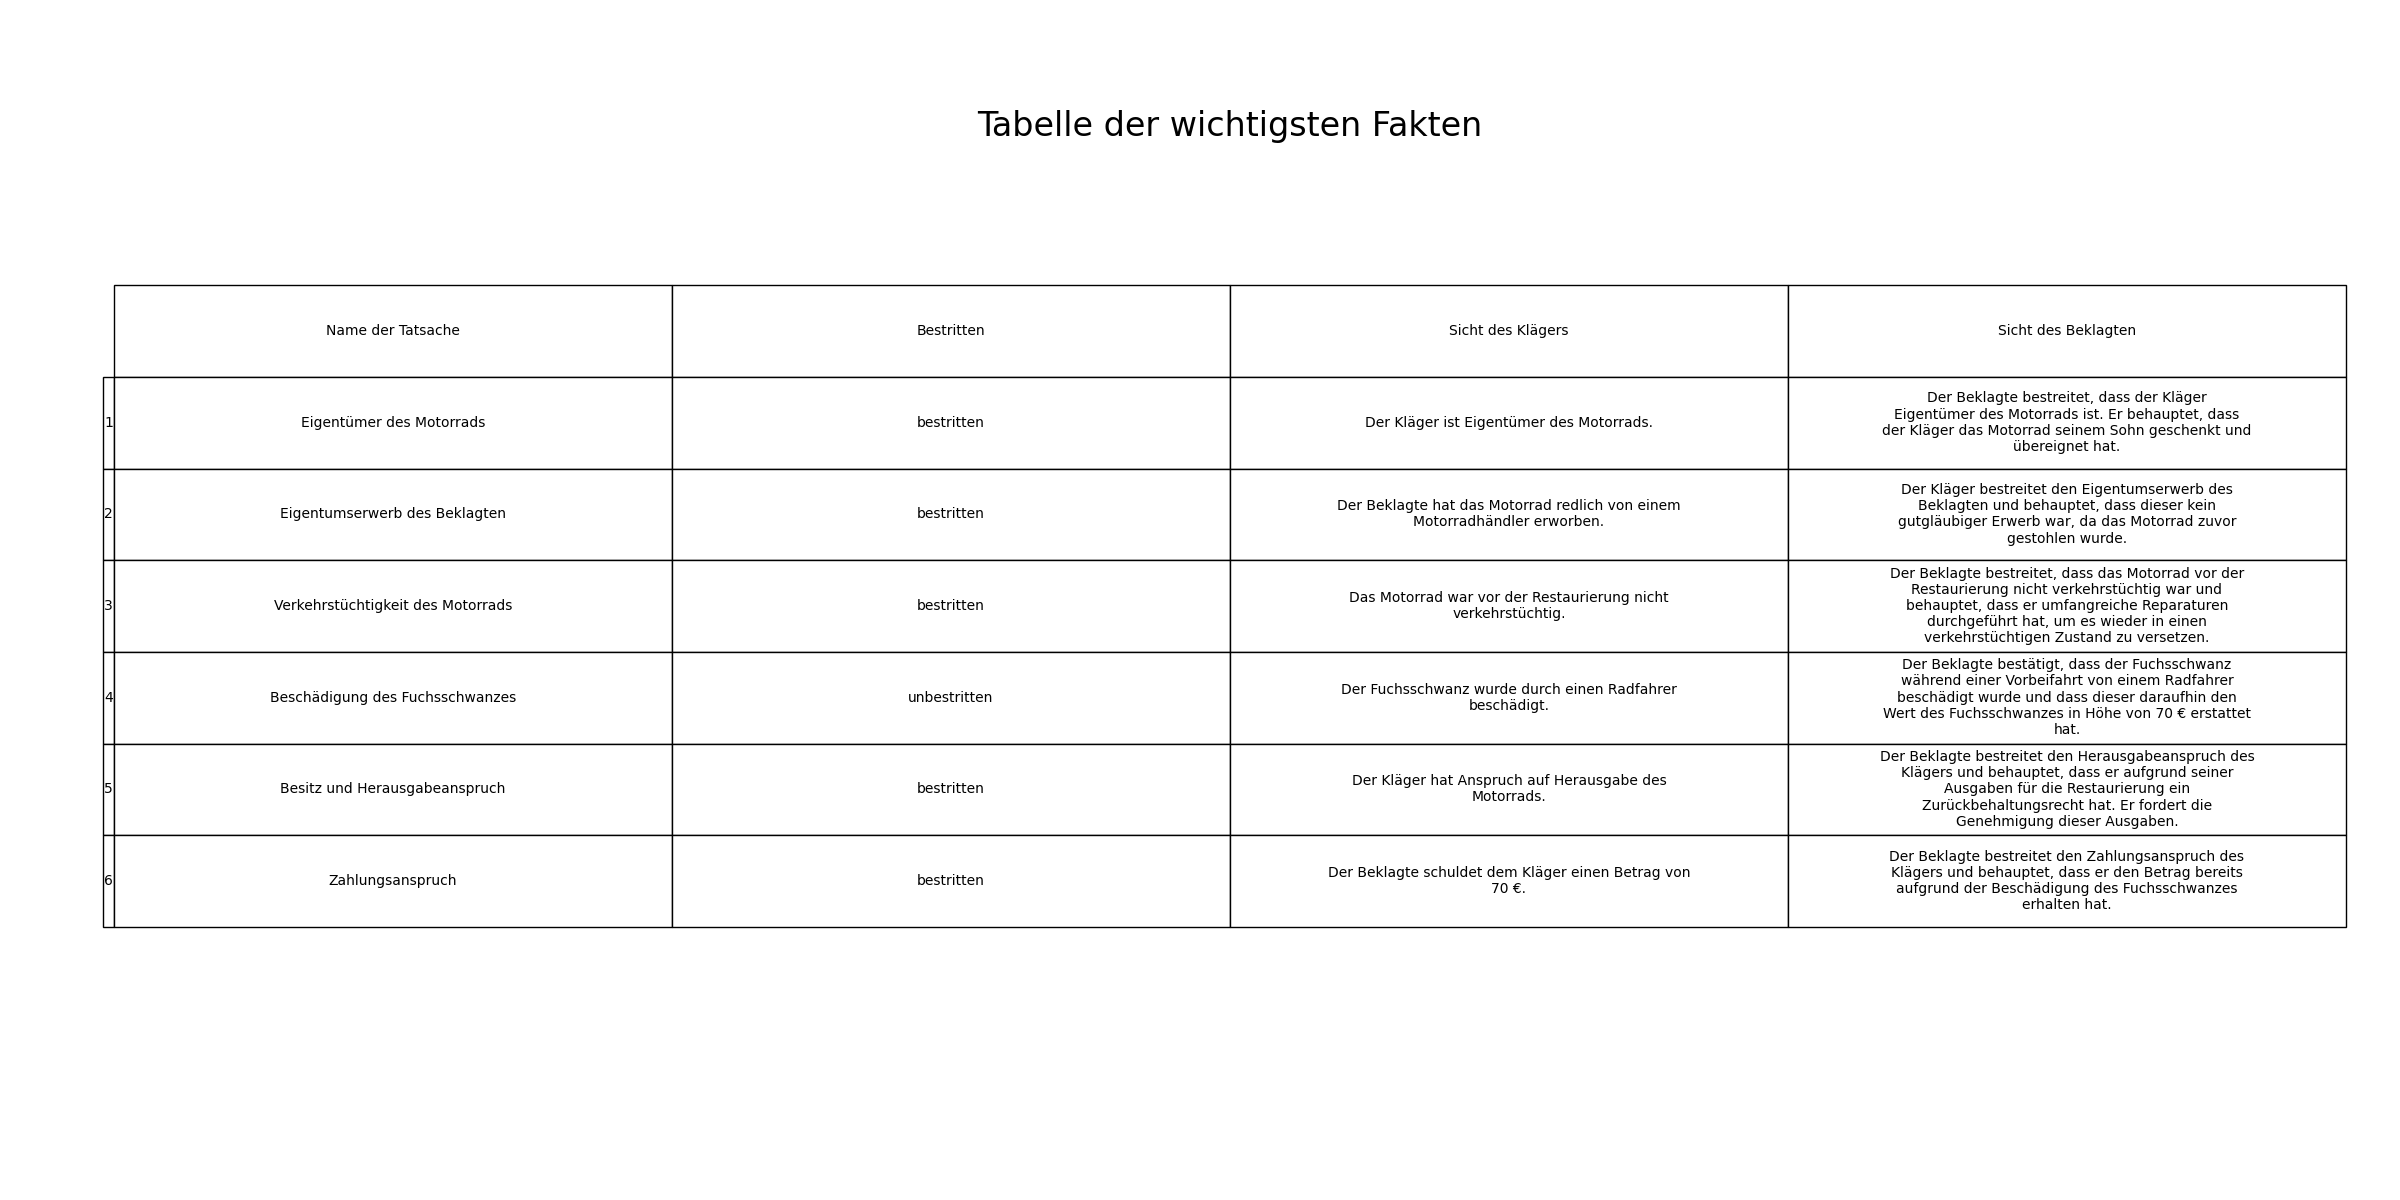 Tabelle der wichtigsten Fakten
Name der Tatsache
Bestritten
Sicht des Klägers
Sicht des Beklagten
1
Eigentümer des Motorrads
bestritten
Der Kläger ist Eigentümer des Motorrads.
Der Beklagte bestreitet, dass der Kläger
Eigentümer des Motorrads ist. Er behauptet, dass
der Kläger das Motorrad seinem Sohn geschenkt und
übereignet hat.
2
Eigentumserwerb des Beklagten
bestritten
Der Beklagte hat das Motorrad redlich von einem
Motorradhändler erworben.
Der Kläger bestreitet den Eigentumserwerb des
Beklagten und behauptet, dass dieser kein
gutgläubiger Erwerb war, da das Motorrad zuvor
gestohlen wurde.
3
Verkehrstüchtigkeit des Motorrads
bestritten
Das Motorrad war vor der Restaurierung nicht
verkehrstüchtig.
Der Beklagte bestreitet, dass das Motorrad vor der
Restaurierung nicht verkehrstüchtig war und
behauptet, dass er umfangreiche Reparaturen
durchgeführt hat, um es wieder in einen
verkehrstüchtigen Zustand zu versetzen.
4
Beschädigung des Fuchsschwanzes
unbestritten
Der Fuchsschwanz wurde durch einen Radfahrer
beschädigt.
Der Beklagte bestätigt, dass der Fuchsschwanz
während einer Vorbeifahrt von einem Radfahrer
beschädigt wurde und dass dieser daraufhin den
Wert des Fuchsschwanzes in Höhe von 70 € erstattet
hat.
5
Besitz und Herausgabeanspruch
bestritten
Der Kläger hat Anspruch auf Herausgabe des
Motorrads.
Der Beklagte bestreitet den Herausgabeanspruch des
Klägers und behauptet, dass er aufgrund seiner
Ausgaben für die Restaurierung ein
Zurückbehaltungsrecht hat. Er fordert die
Genehmigung dieser Ausgaben.
6
Zahlungsanspruch
bestritten
Der Beklagte schuldet dem Kläger einen Betrag von
70 €.
Der Beklagte bestreitet den Zahlungsanspruch des
Klägers und behauptet, dass er den Betrag bereits
aufgrund der Beschädigung des Fuchsschwanzes
erhalten hat.